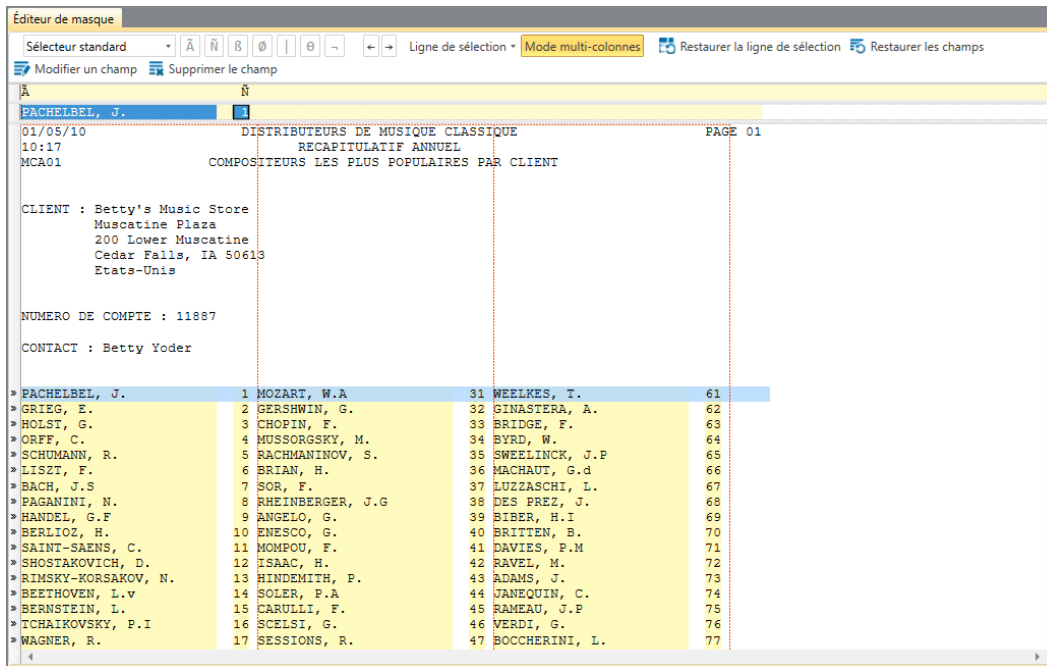 Éditeur de masque
Sélecteur standard Ã Ñ ß Ø | θ ¬ ← → Ligne de sélection Mode multi-colonnes Restaurer la ligne de sélection Restaurer les champs
Modifier un champ Supprimer le champ
Ã Ñ
PACHELBEL, J. 1
01/05/10 DISTRIBUTEURS DE MUSIQUE CLASSIQUE PAGE 01
10:17 RECAPITULATIF ANNUEL
MCA01 COMPOSITEURS LES PLUS POPULAIRES PAR CLIENT
CLIENT : Betty's Music Store
Muscatine Plaza
200 Lower Muscatine
Cedar Falls, IA 50613
Etats-Unis
NUMERO DE COMPTE : 11887
CONTACT : Betty Yoder
» PACHELBEL, J. 1 MOZART, W.A 31 WEELKES, T. 61
» GRIEG, E. 2 GERSHWIN, G. 32 GINASTERA, A. 62
» HOLST, G. 3 CHOPIN, F. 33 BRIDGE, F. 63
» ORFF, C. 4 MUSSORGSKY, M. 34 BYRD, W. 64
» SCHUMANN, R. 5 RACHMANINOV, S. 35 SWEELINCK, J.P 65
» LISZT, F. 6 BRIAN, H. 36 MACHAUT, G.d 66
» BACH, J.S 7 SOR, F. 37 LUZZASCHI, L. 67
» PAGANINI, N. 8 RHEINBERGER, J.G 38 DES PREZ, J. 68
» HANDEL, G.F 9 ANGELO, G. 39 BIBER, H.I 69
» BERLIOZ, H. 10 ENESCO, G. 40 BRITTEN, B. 70
» SAINT-SAENS, C. 11 MOMPOU, F. 41 DAVIES, P.M 71
» SHOSTAKOVICH, D. 12 ISAAC, H. 42 RAVEL, M. 72
» RIMSKY-KORSAKOV, N. 13 HINDEMITH, P. 43 ADAMS, J. 73
» BEETHOVEN, L.v 14 SOLER, P.A 44 JANEQUIN, C. 74
» BERNSTEIN, L. 15 CARULLI, F. 45 RAMEAU, J.P 75
» TCHAIKOVSKY, P.I 16 SCELSI, G. 46 VERDI, G. 76
» WAGNER, R. 17 SESSIONS, R. 47 BOCCHERINI, L. 77